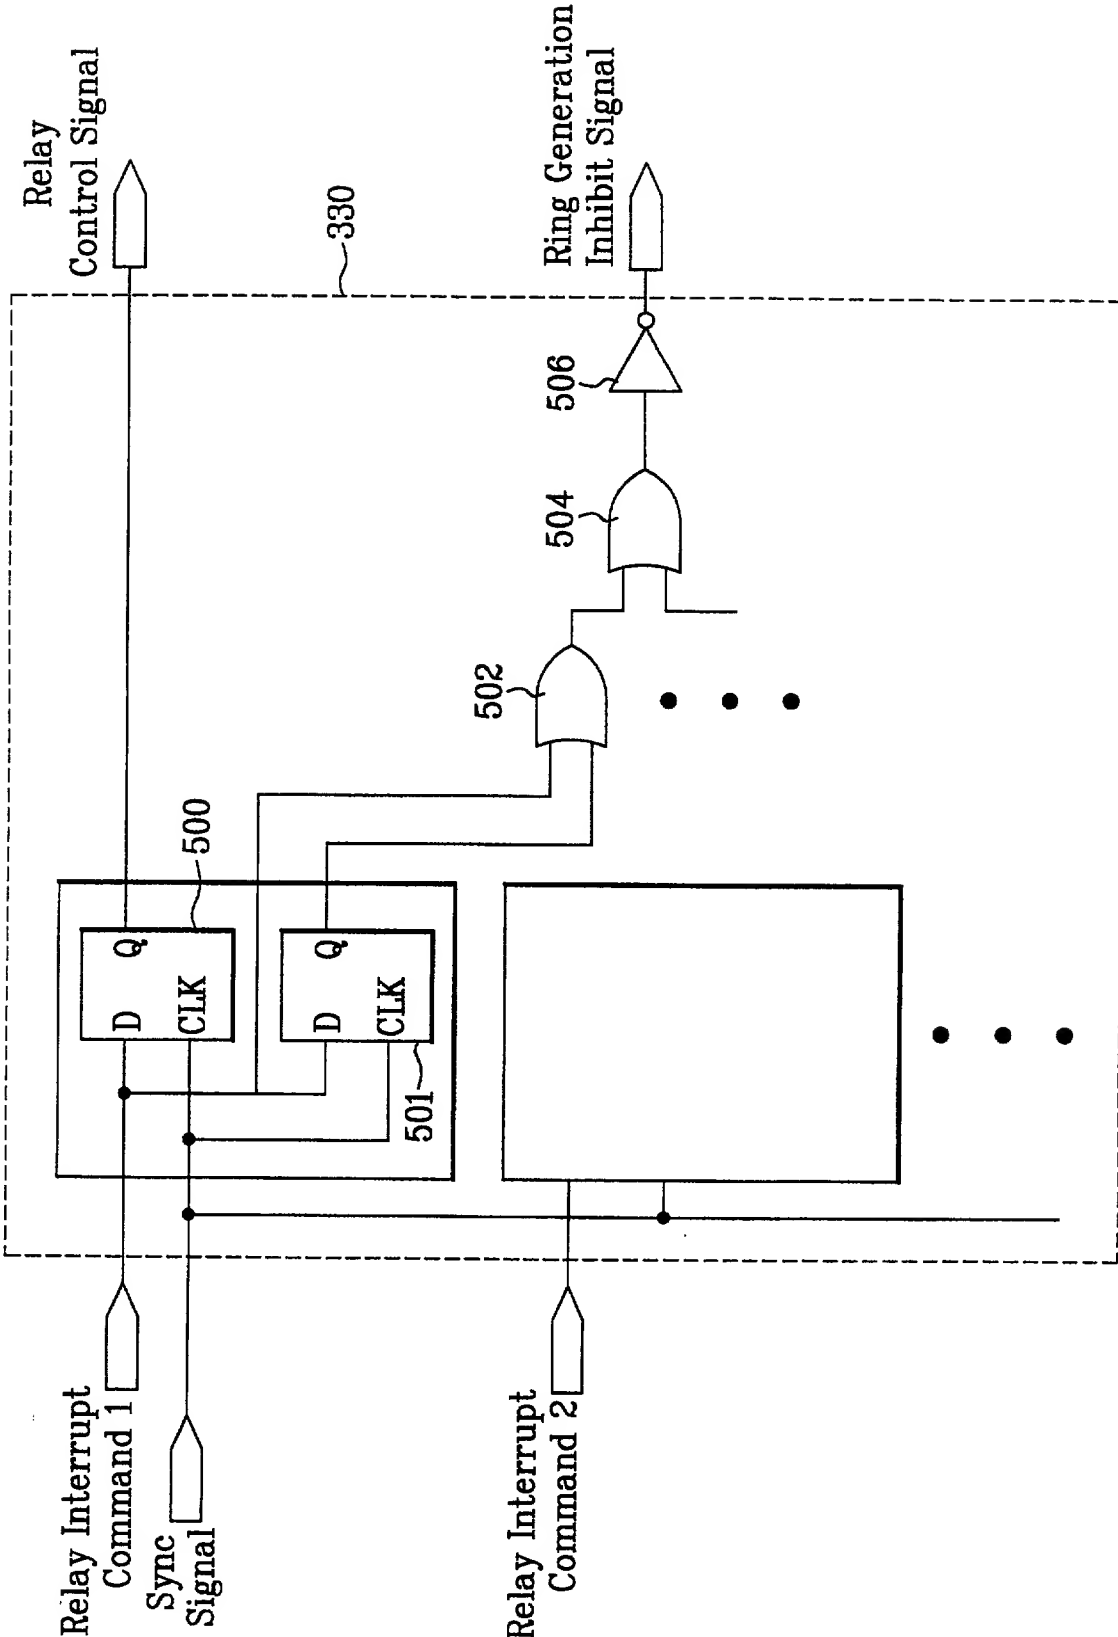 Relay
Control Signal
330
Ring Generation
Inhibit Signal
506
504
502
500
D
Q
CLK
D
Q
CLK
501
Relay Interrupt
Command 1
Sync
Signal
Relay Interrupt
Command 2